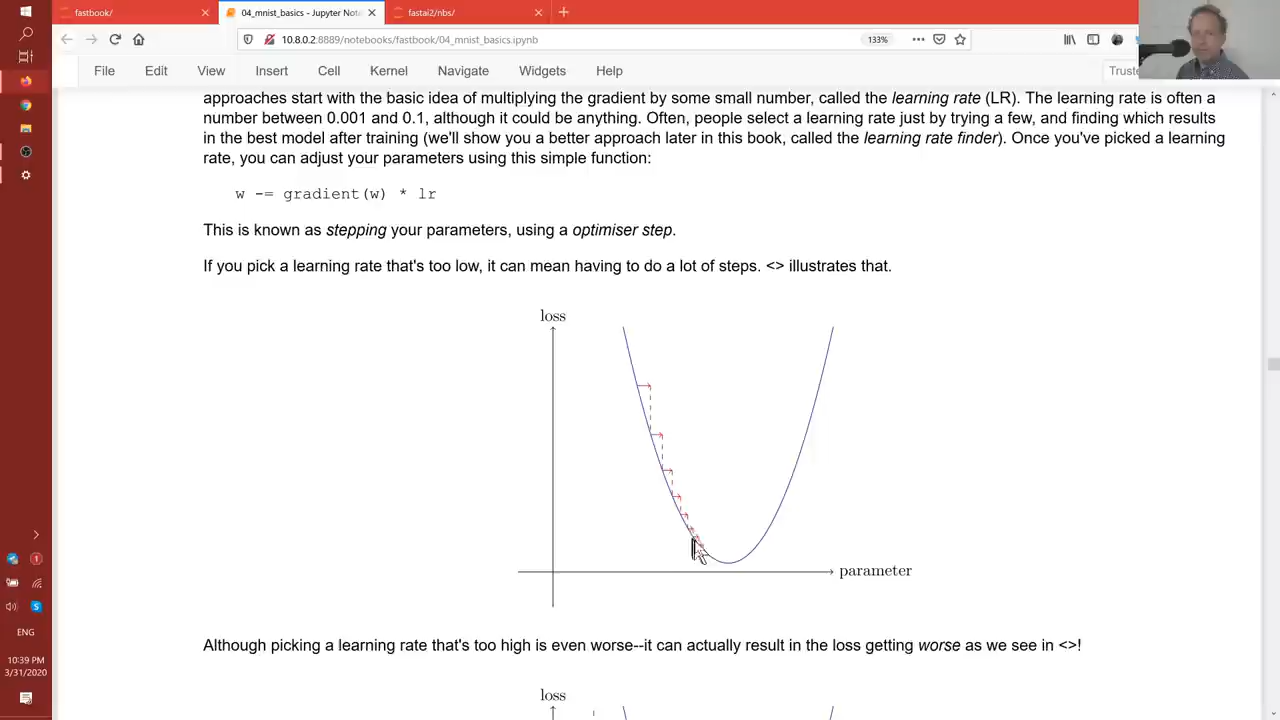 fastbook/
04_mnist_basics - Jupyter Note
fastai2/nbs/
10.8.0.2:8889/notebooks/fastbook/04_mnist_basics.ipynb
133%
File Edit View Insert Cell Kernel Navigate Widgets Help
Truste
approaches start with the basic idea of multiplying the gradient by some small number, called the learning rate (LR). The learning rate is often a
number between 0.001 and 0.1, although it could be anything. Often, people select a learning rate just by trying a few, and finding which results
in the best model after training (we'll show you a better approach later in this book, called the learning rate finder). Once you've picked a learning
rate, you can adjust your parameters using this simple function:
w -= gradient(w) * lr
This is known as stepping your parameters, using a optimiser step.
If you pick a learning rate that's too low, it can mean having to do a lot of steps. <> illustrates that.
loss
parameter
Although picking a learning rate that's too high is even worse--it can actually result in the loss getting worse as we see in <>!
loss
ENG
10:39 PM
3/31/2020